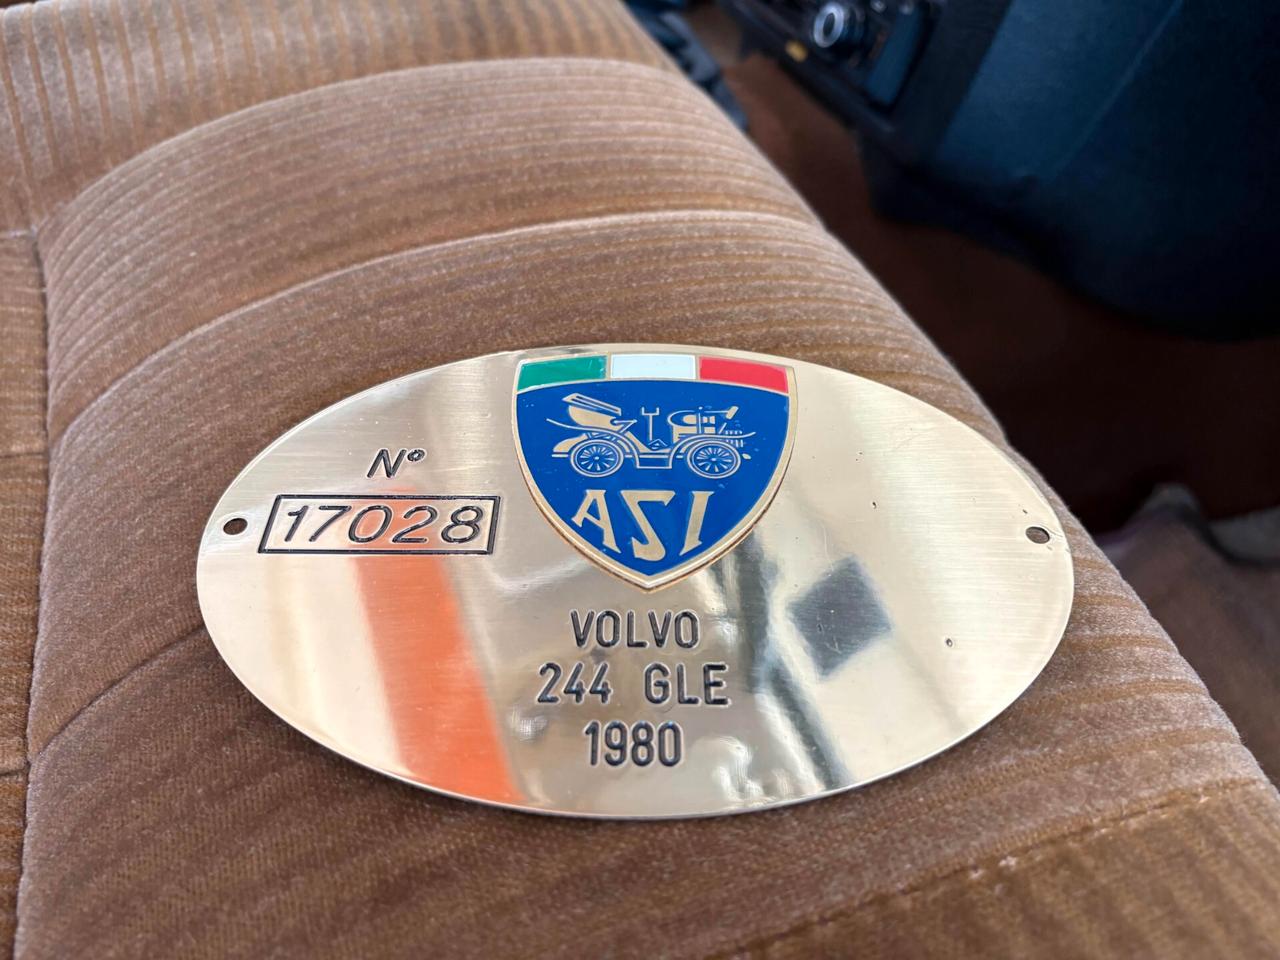 ASI
N°
17028
VOLVO
244 GLE
1980